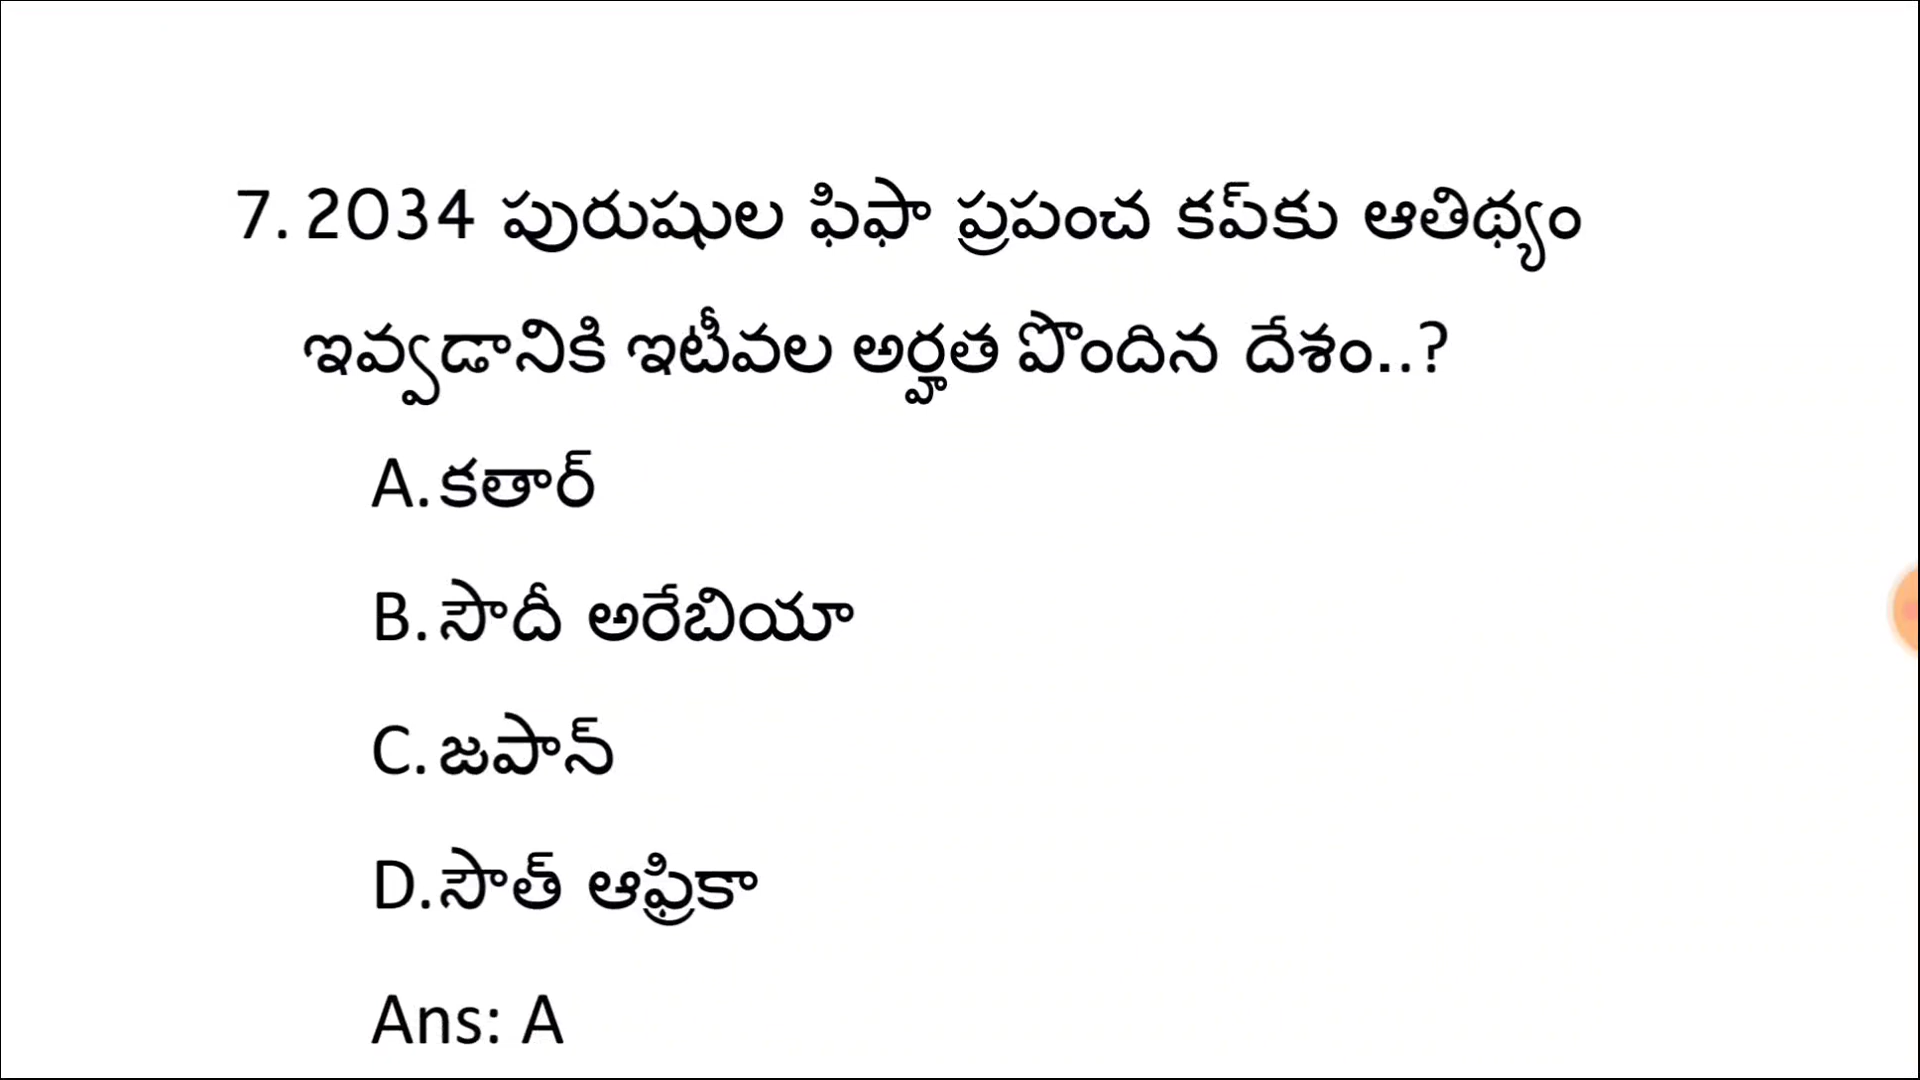 7. 2034 పురుషుల ఫిఫా ప్రపంచ కప్‌కు ఆతిథ్యం
ఇవ్వడానికి ఇటీవల అర్హత పొందిన దేశం..?
A. కతార్
B. సౌదీ అరేబియా
C. జపాన్
D. సౌత్ ఆఫ్రికా
Ans: A